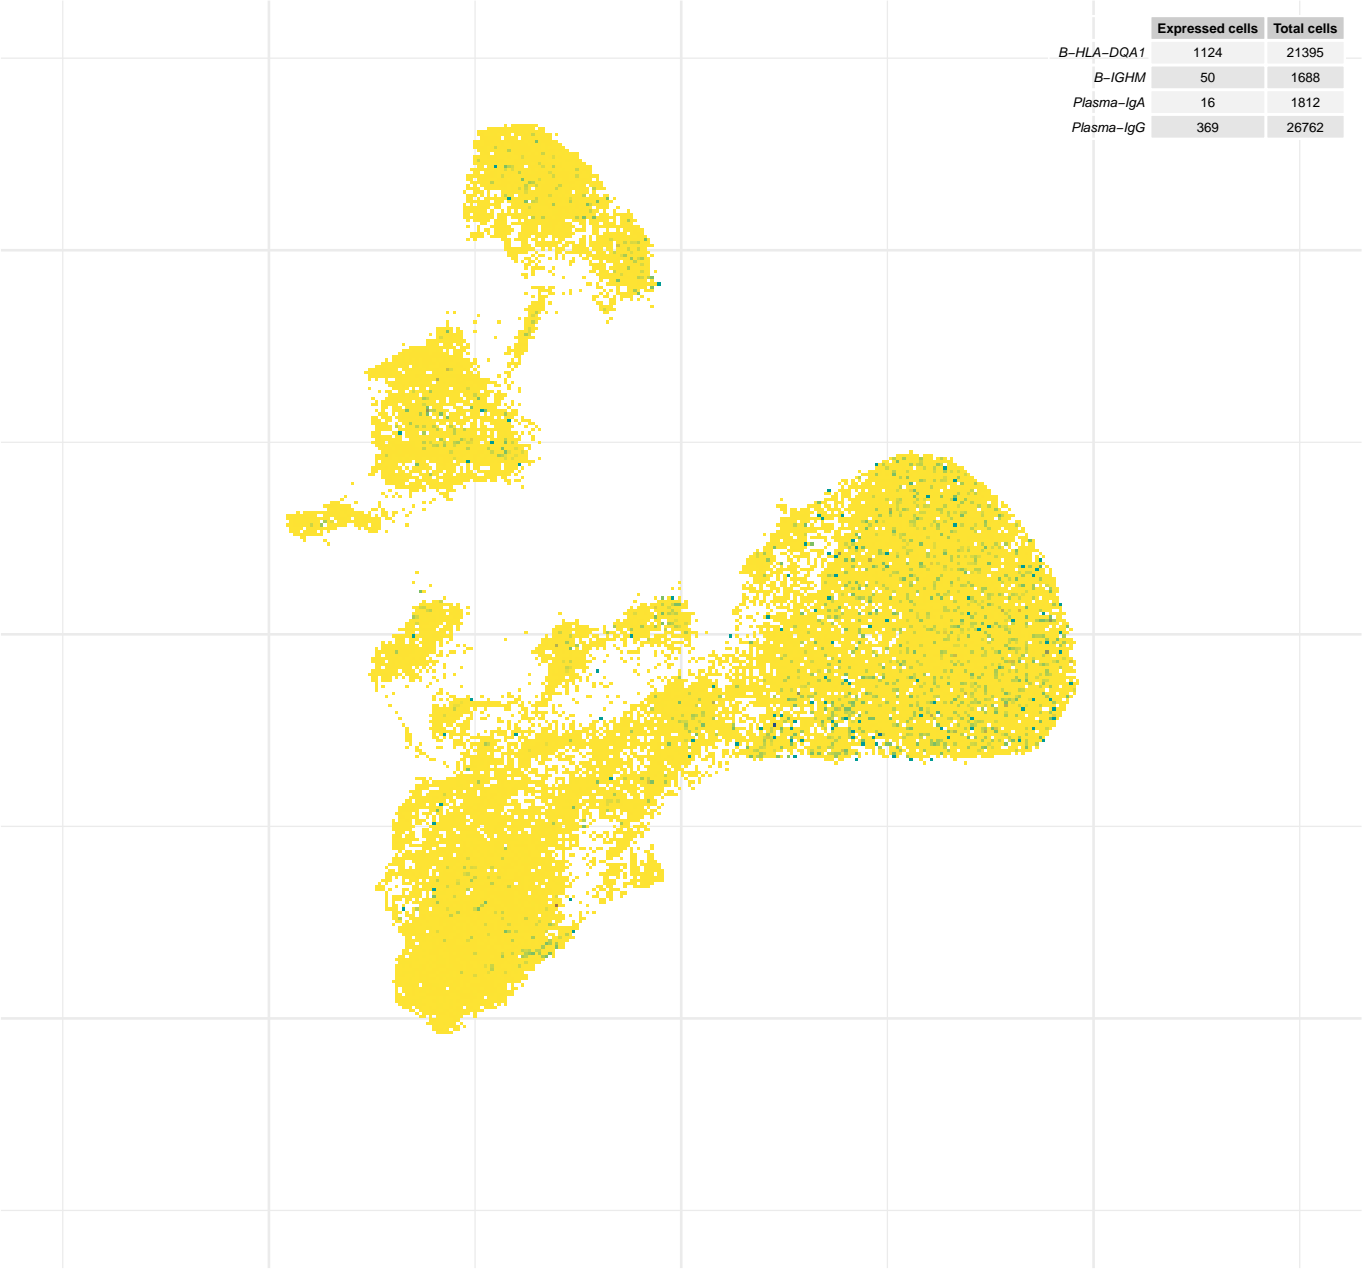 Expressed cells Total cells
B−HLA−DQA1 1124 21395
B−IGHM 50 1688
Plasma−IgA 16 1812
Plasma−IgG 369 26762